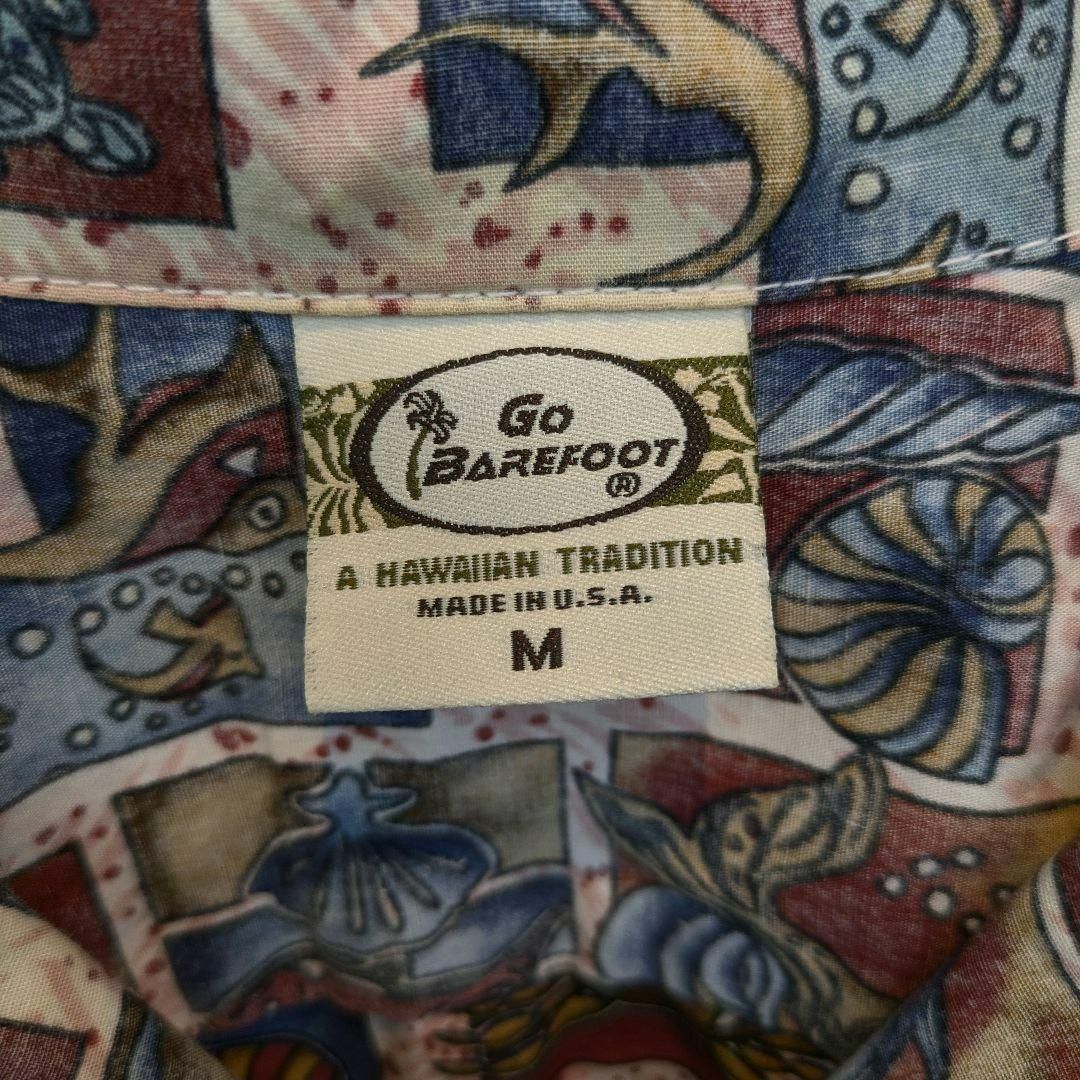 Go
BAREFOOT
®
A HAWAIIAN TRADITION
MADE IN U.S.A.
M